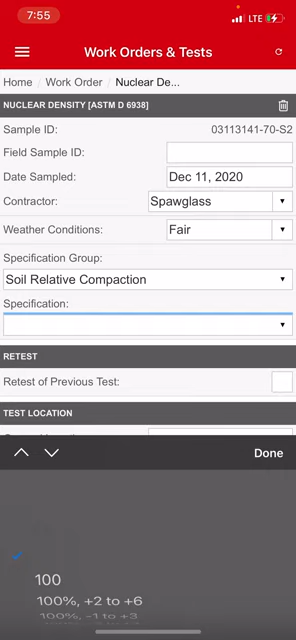 7:55
LTE
Work Orders & Tests
Home / Work Order / Nuclear De...
NUCLEAR DENSITY [ASTM D 6938]
Sample ID: 03113141-70-S2
Field Sample ID:
Date Sampled: Dec 11, 2020
Contractor: Spawglass
Weather Conditions: Fair
Specification Group:
Soil Relative Compaction
Specification:
RETEST
Retest of Previous Test:
TEST LOCATION
Done
100
100%, +2 to +6
100%, -1 to +3